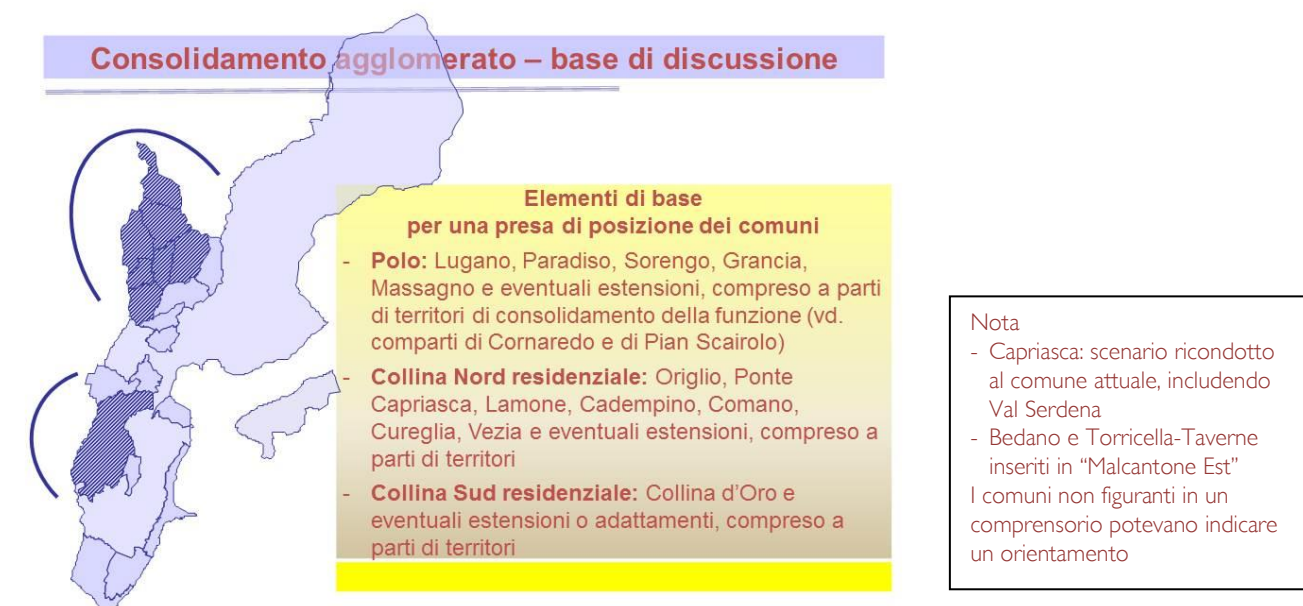 Consolidamento agglomerato – base di discussione
Elementi di base
per una presa di posizione dei comuni
- Polo: Lugano, Paradiso, Sorengo, Grancia,
Massagno e eventuali estensioni, compreso a parti
di territori di consolidamento della funzione (vd.
comparti di Cornaredo e di Pian Scairolo)
- Collina Nord residenziale: Origlio, Ponte
Capriasca, Lamone, Cadempino, Comano,
Cureglia, Vezia e eventuali estensioni, compreso a
parti di territori
- Collina Sud residenziale: Collina d'Oro e
eventuali estensioni o adattamenti, compreso a
parti di territori
Nota
- Capriasca: scenario ricondotto
al comune attuale, includendo
Val Serdena
- Bedano e Torricella-Taverne
inseriti in “Malcantone Est”
I comuni non figuranti in un
comprensorio potevano indicare
un orientamento